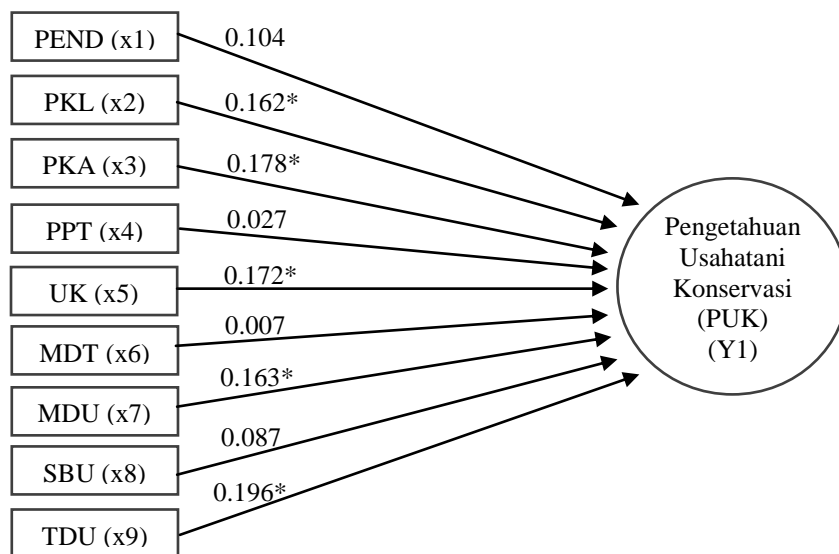 PEND (x1)
0.104
PKL (x2)
0.162*
PKA (x3)
0.178*
PPT (x4)
0.027
UK (x5)
0.172*
MDT (x6)
0.007
MDU (x7)
0.163*
SBU (x8)
0.087
TDU (x9)
0.196*
Pengetahuan
Usahatani
Konservasi
(PUK)
(Y1)